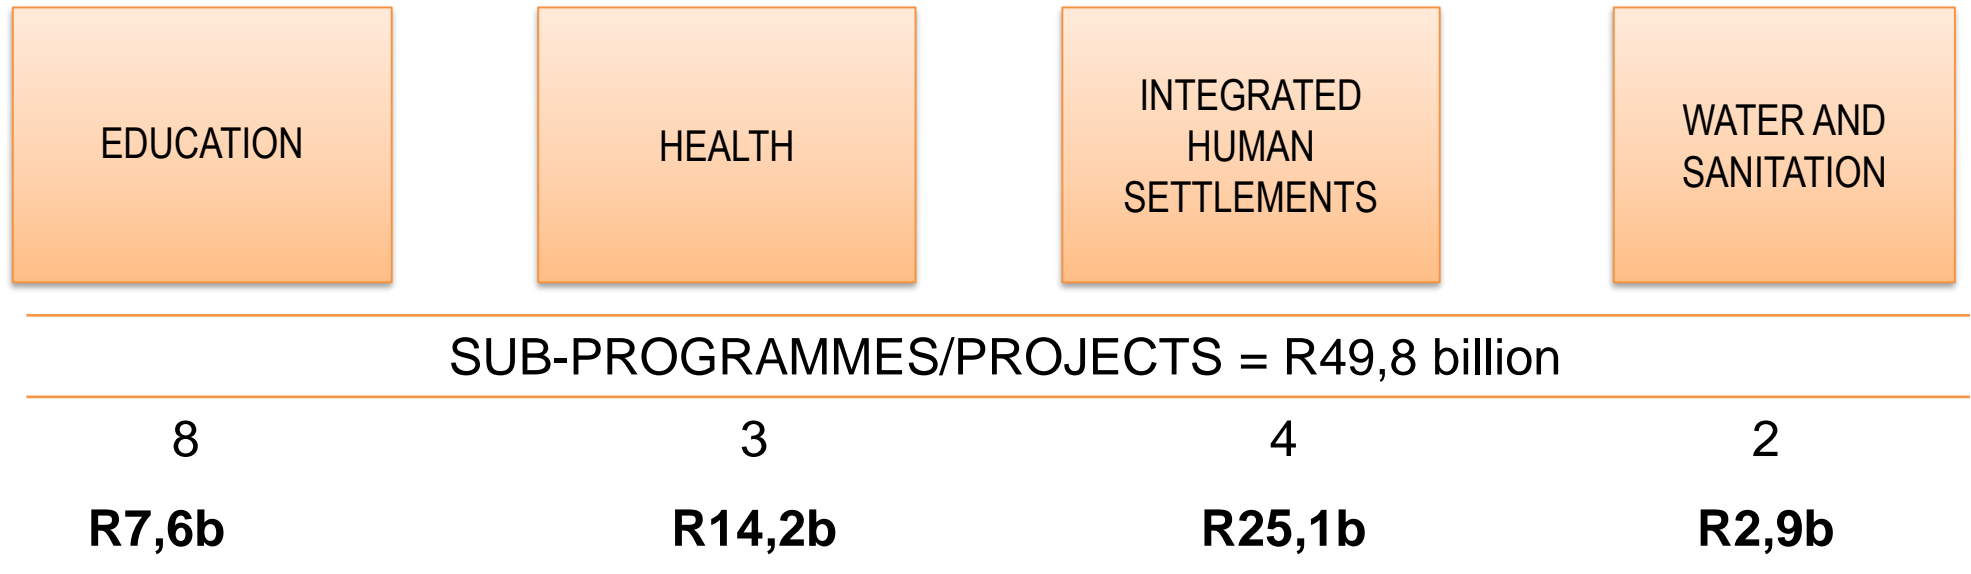 EDUCATION
HEALTH
INTEGRATED
HUMAN
SETTLEMENTS
WATER AND
SANITATION
SUB-PROGRAMMES/PROJECTS = R49,8 billion
8 3 4 2
R7,6b R14,2b R25,1b R2,9b